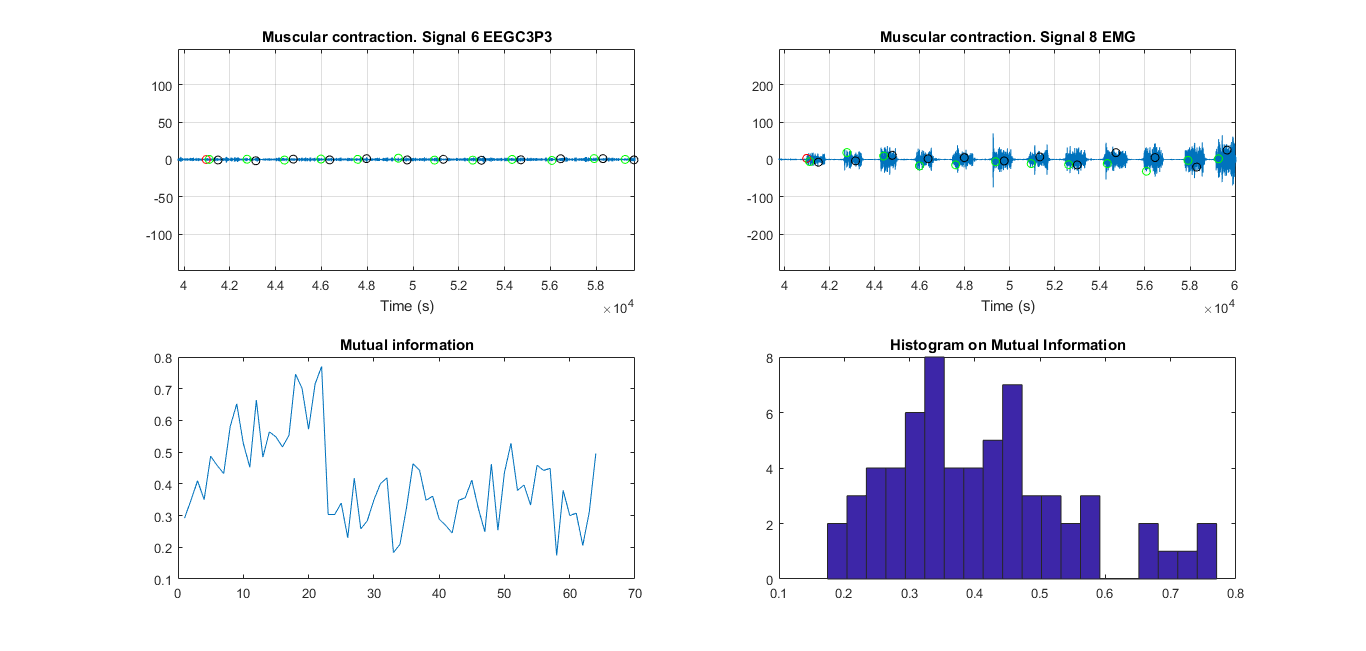 Muscular contraction. Signal 6 EEGC3P3
100
50
0
-50
-100
4 4.2 4.4 4.6 4.8 5 5.2 5.4 5.6 5.8
Time (s)
×10^4
Muscular contraction. Signal 8 EMG
200
100
0
-100
-200
4 4.2 4.4 4.6 4.8 5 5.2 5.4 5.6 5.8 6
Time (s)
×10^4
Mutual information
0.8
0.7
0.6
0.5
0.4
0.3
0.2
0.1
0 10 20 30 40 50 60 70
Histogram on Mutual Information
8
6
4
2
0
0.1 0.2 0.3 0.4 0.5 0.6 0.7 0.8